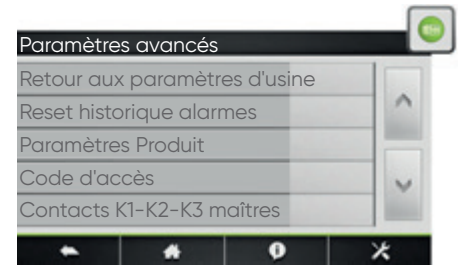 Paramètres avancés
Retour aux paramètres d'usine
Reset historique alarmes
Paramètres Produit
Code d'accès
Contacts K1-K2-K3 maîtres